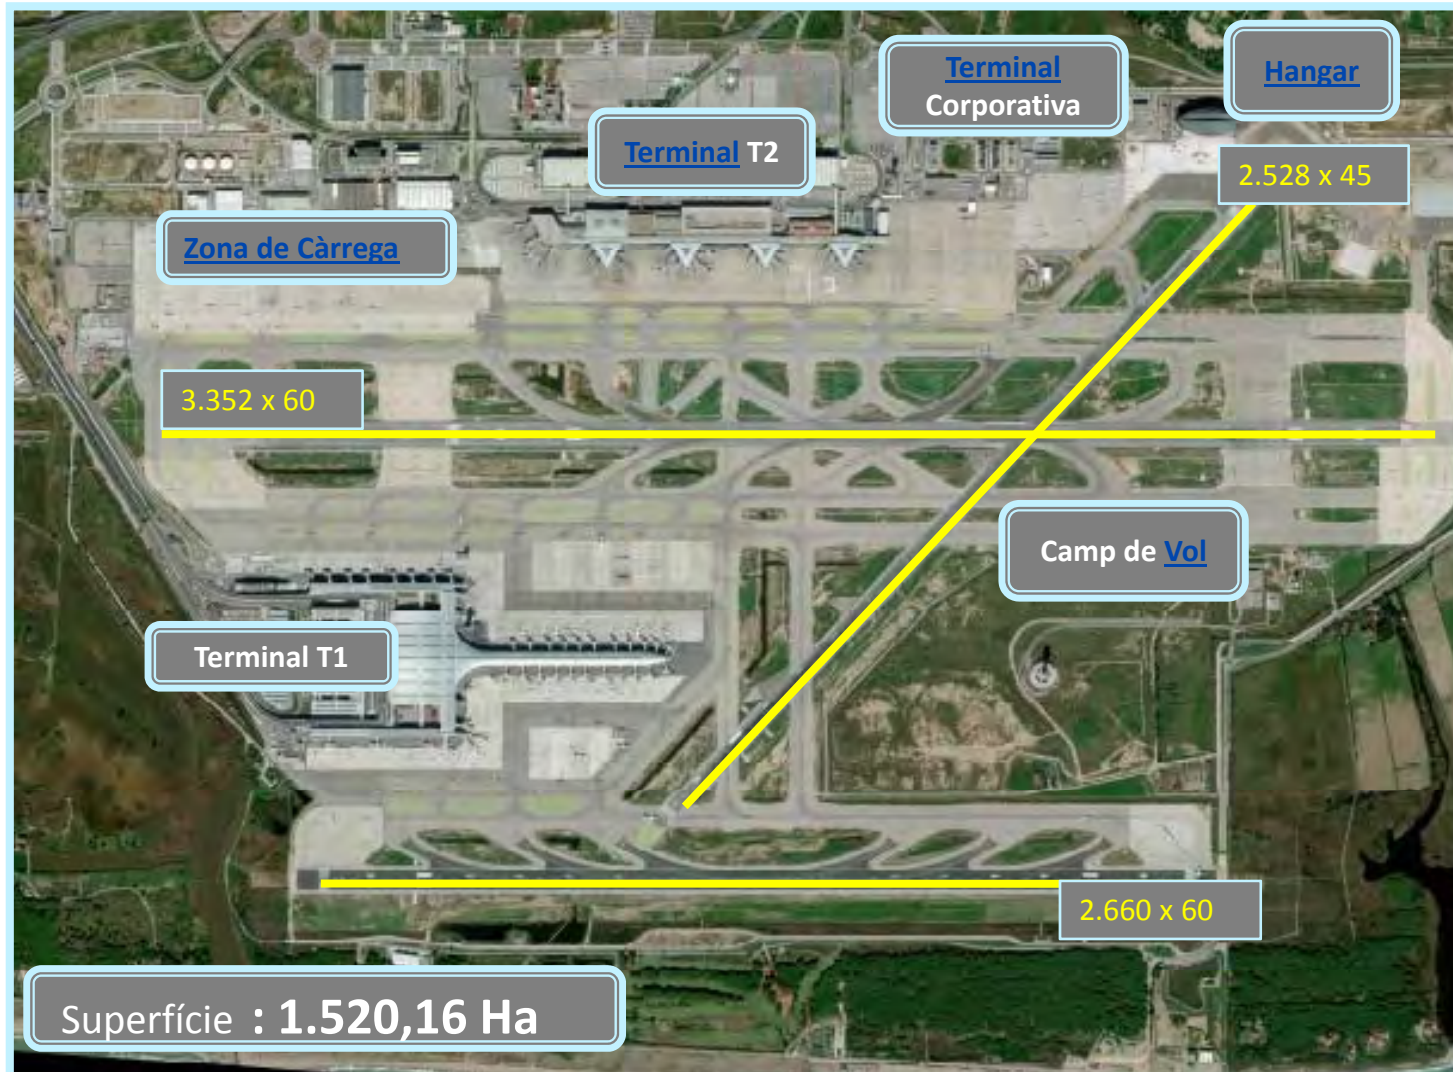 Terminal
Corporativa
Hangar
Terminal T2
2.528 x 45
Zona de Càrrega
3.352 x 60
Camp de Vol
Terminal T1
2.660 x 60
Superfície : 1.520,16 Ha